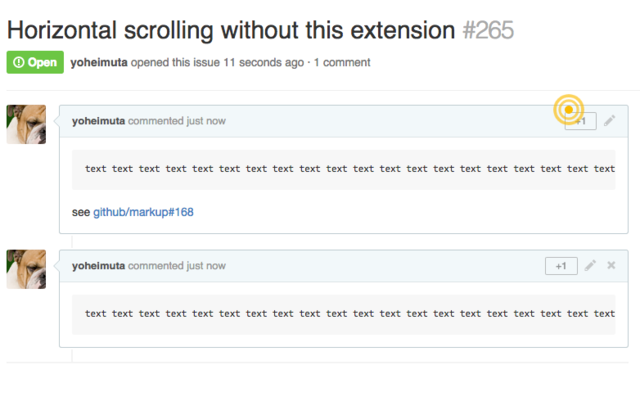 Horizontal scrolling without this extension #265
Open yoheimuta opened this issue 11 seconds ago · 1 comment
yoheimuta commented just now +1
text text text text text text text text text text text text text text text text text text text text
see github/markup#168
yoheimuta commented just now +1
text text text text text text text text text text text text text text text text text text text text